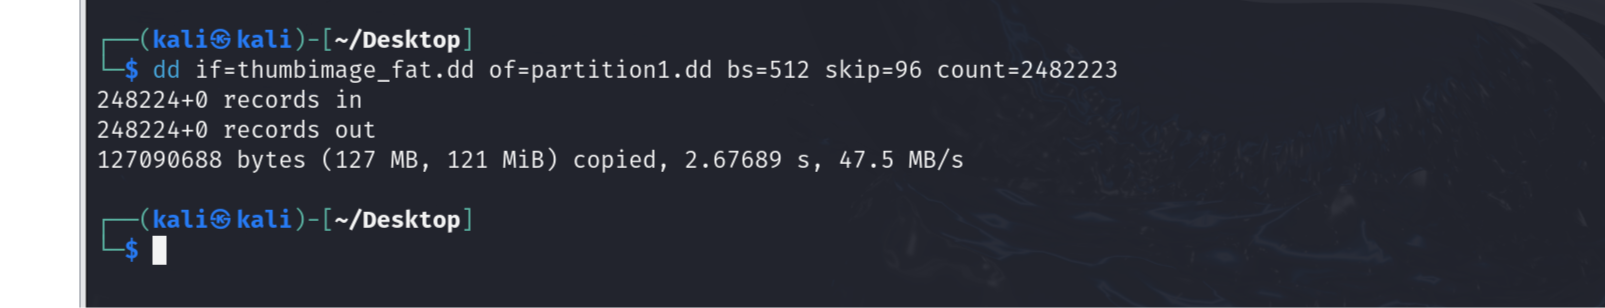 ┌──(kali㉿kali)-[~/Desktop]
└─$ dd if=thumbimage_fat.dd of=partition1.dd bs=512 skip=96 count=2482223
248224+0 records in
248224+0 records out
127090688 bytes (127 MB, 121 MiB) copied, 2.67689 s, 47.5 MB/s
┌──(kali㉿kali)-[~/Desktop]
└─$